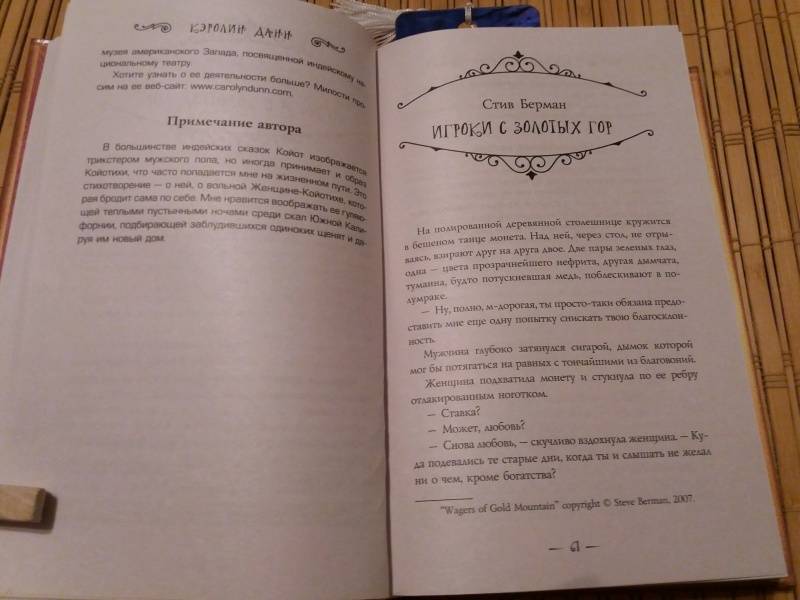 КЭРОЛИН ДАНН
музея американского Запада, посвященной индейскому на-
циональному театру.
Хотите узнать о ее деятельности больше? Милости про-
сим на ее веб-сайт: www.carolyndunn.com.
Примечание автора
В большинстве индейских сказок Койот изображается
трикстером мужского пола, но иногда принимает и образ
Койотихи, что часто попадается мне на жизненном пути. Это
стихотворение — о ней, о вольной Женщине-Койотихе, кото-
рая бродит сама по себе. Мне нравится воображать ее гуляю-
щей теплыми пустынными ночами среди скал Южной Кали-
форнии, подбирающей заблудившихся одиноких щенят и да-
руя им новый дом.
Стив Берман
ИГРОКИ С ЗОЛОТЫХ ГОР
На полированной деревянной столешнице кружится
в бешеном танце монета. Над ней, через стол, не отры-
ваясь, взирают друг на друга двое. Две пары зеленых глаз,
одна — цвета прозрачнейшего нефрита, другая дымчата,
туманна, будто потускневшая медь, поблескивают в по-
лумраке.
— Ну, полно, м-дорогая, ты просто-таки обязана предо-
ставить мне еще одну попытку снискать твою благосклон-
ность.
Мужчина глубоко затянулся сигарой, дымок которой
мог бы потягаться на равных с тончайшими из благовоний.
Женщина подхватила монету и стукнула по ее ребру
отлакированным ноготком.
— Ставка?
— Может, любовь?
— Снова любовь, — скучливо вздохнула женщина. — Ку-
да подевались те старые дни, когда ты и слышать не желал
ни о чем, кроме богатства?
"Wagers of Gold Mountain" copyright © Steve Berman, 2007.
— 61 —